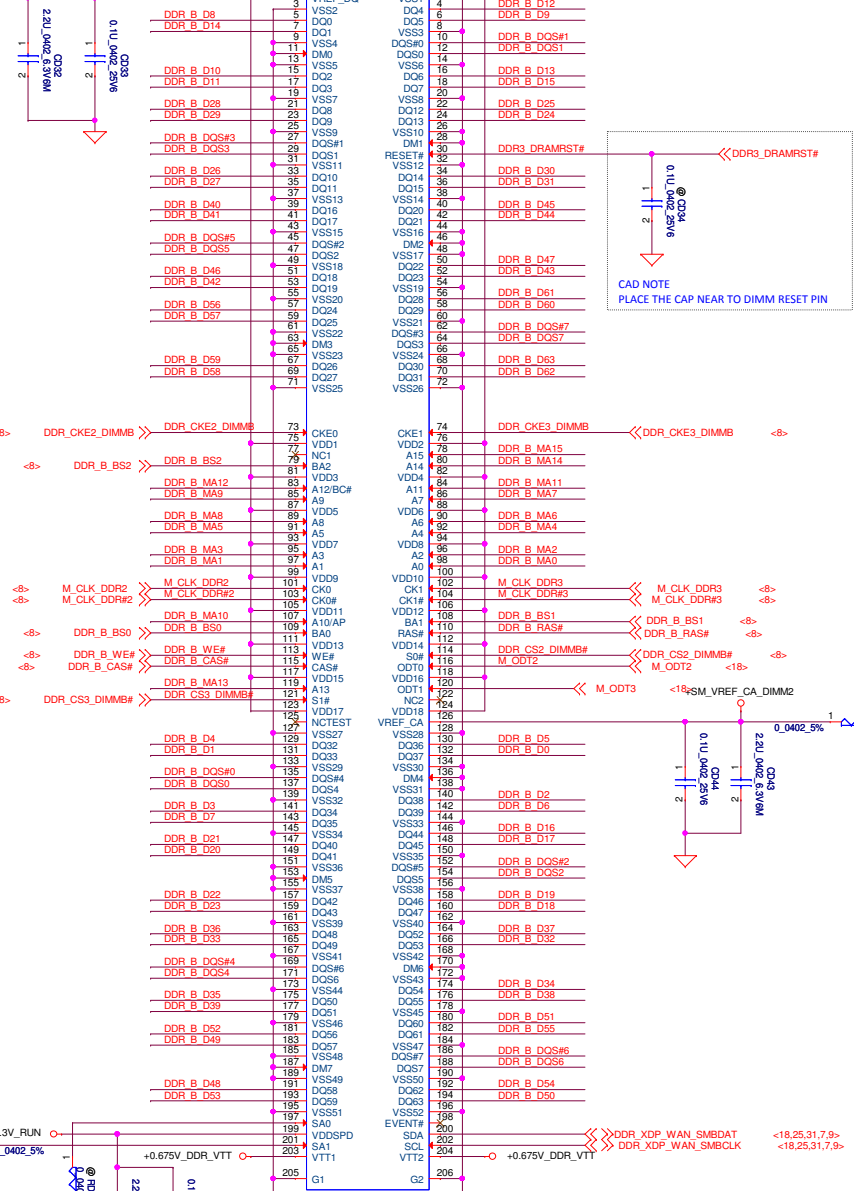 3 VSS2 VSS1 4 DDR_B_D12
DDR_B_D8 5 DQ0 DQ4 6 DDR_B_D9
DDR_B_D14 7 DQ1 DQ5 8
9 VSS4 VSS3 10 DDR_B_DQS#1
11 DM0 DQS#0 12 DDR_B_DQS1
13 VSS5 DQS0 14
DDR_B_D10 15 DQ2 VSS6 16 DDR_B_D13
DDR_B_D11 17 DQ3 DQ6 18 DDR_B_D15
19 VSS7 DQ7 20
DDR_B_D28 21 DQ8 VSS8 22 DDR_B_D25
DDR_B_D29 23 DQ9 DQ12 24 DDR_B_D24
25 VSS9 DQ13 26
DDR_B_DQS#3 27 DQS#1 VSS10 28
DDR_B_DQS3 29 DQS1 DM1 30 DDR3_DRAMRST#
31 VSS11 RESET# 32
DDR_B_D26 33 DQ10 VSS12 34 DDR_B_D30
DDR_B_D27 35 DQ11 DQ14 36 DDR_B_D31
37 VSS13 DQ15 38
DDR_B_D40 39 DQ16 VSS14 40 DDR_B_D45
DDR_B_D41 41 DQ17 DQ20 42 DDR_B_D44
43 VSS15 DQ21 44
DDR_B_DQS#5 45 DQS#2 VSS16 46
DDR_B_DQS5 47 DQS2 DM2 48
49 VSS18 VSS17 50 DDR_B_D47
DDR_B_D46 51 DQ18 DQ22 52 DDR_B_D43
DDR_B_D42 53 DQ19 DQ23 54
55 VSS20 VSS19 56 DDR_B_D61
DDR_B_D56 57 DQ24 DQ28 58 DDR_B_D60
DDR_B_D57 59 DQ25 DQ29 60
61 VSS22 VSS21 62 DDR_B_DQS#7
63 DM3 DQS#3 64 DDR_B_DQS7
65 VSS23 DQS3 66
DDR_B_D59 67 DQ26 VSS24 68 DDR_B_D63
DDR_B_D58 69 DQ27 DQ30 70 DDR_B_D62
71 VSS25 DQ31 72
VSS26
2.2U_0402_6.3V6M
CD32
1
2
0.1U_0402_25V6
CD33
1
2
DDR3_DRAMRST#
0.1U_0402_25V6
@ CD34
1
2
CAD NOTE
PLACE THE CAP NEAR TO DIMM RESET PIN
8> DDR_CKE2_DIMMB DDR_CKE2_DIMMB 73 CKE0 CKE1 74 DDR_CKE3_DIMMB DDR_CKE3_DIMMB <8>
75 VDD1 VDD2 76
77 NC1 A15 78 DDR_B_MA15
<8> DDR_B_BS2 DDR_B_BS2 79 BA2 A14 80 DDR_B_MA14
81 VDD3 VDD4 82
DDR_B_MA12 83 A12/BC# A11 84 DDR_B_MA11
DDR_B_MA9 85 A9 A7 86 DDR_B_MA7
87 VDD5 VDD6 88
DDR_B_MA8 89 A8 A6 90 DDR_B_MA6
DDR_B_MA5 91 A5 A4 92 DDR_B_MA4
93 VDD7 VDD8 94
DDR_B_MA3 95 A3 A2 96 DDR_B_MA2
DDR_B_MA1 97 A1 A0 98 DDR_B_MA0
99 VDD9 VDD10 100
<8> M_CLK_DDR2 M_CLK_DDR2 101 CK0 CK1 102 M_CLK_DDR3 M_CLK_DDR3 <8>
<8> M_CLK_DDR#2 M_CLK_DDR#2 103 CK0# CK1# 104 M_CLK_DDR#3 M_CLK_DDR#3 <8>
105 VDD11 VDD12 106
DDR_B_MA10 107 A10/AP BA1 108 DDR_B_BS1 DDR_B_BS1 <8>
<8> DDR_B_BS0 DDR_B_BS0 109 BA0 RAS# 110 DDR_B_RAS# DDR_B_RAS# <8>
111 VDD13 VDD14 112
<8> DDR_B_WE# DDR_B_WE# 113 WE# S0# 114 DDR_CS2_DIMMB# DDR_CS2_DIMMB# <8>
<8> DDR_B_CAS# DDR_B_CAS# 115 CAS# ODT0 116 M_ODT2 M_ODT2 <18>
117 VDD15 VDD16 118
DDR_B_MA13 119 A13 ODT1 120 M_ODT3 <18>
8> DDR_CS3_DIMMB# DDR_CS3_DIMMB# 121 S1# NC2 122
123 VDD17 VDD18 124
125 NCTEST VREF_CA 126
+SM_VREF_CA_DIMM2
1
0_0402_5%
127 VSS27 VSS28 128
DDR_B_D4 129 DQ32 DQ36 130 DDR_B_D5
DDR_B_D1 131 DQ33 DQ37 132 DDR_B_D0
133 VSS29 VSS30 134
DDR_B_DQS#0 135 DQS#4 DM4 136
DDR_B_DQS0 137 DQS4 VSS31 138
139 VSS32 DQ38 140 DDR_B_D2
DDR_B_D3 141 DQ34 DQ39 142 DDR_B_D6
DDR_B_D7 143 DQ35 VSS33 144
145 VSS34 DQ44 146 DDR_B_D16
DDR_B_D21 147 DQ40 DQ45 148 DDR_B_D17
DDR_B_D20 149 DQ41 VSS35 150
151 VSS36 DQS#5 152 DDR_B_DQS#2
153 DM5 DQS5 154 DDR_B_DQS2
155 VSS37 VSS38 156
DDR_B_D22 157 DQ42 DQ46 158 DDR_B_D19
DDR_B_D23 159 DQ43 DQ47 160 DDR_B_D18
161 VSS39 VSS40 162
DDR_B_D36 163 DQ48 DQ52 164 DDR_B_D37
DDR_B_D33 165 DQ49 DQ53 166 DDR_B_D32
167 VSS41 VSS42 168
DDR_B_DQS#4 169 DQS#6 DM6 170
DDR_B_DQS4 171 DQS6 VSS43 172
173 VSS44 DQ54 174 DDR_B_D34
DDR_B_D35 175 DQ50 DQ55 176 DDR_B_D38
DDR_B_D39 177 DQ51 VSS45 178
179 VSS46 DQ60 180 DDR_B_D51
DDR_B_D52 181 DQ56 DQ61 182 DDR_B_D55
DDR_B_D49 183 DQ57 VSS47 184
185 VSS48 DQS#7 186 DDR_B_DQS#6
187 DM7 DQS7 188 DDR_B_DQS6
189 VSS49 VSS50 190
DDR_B_D48 191 DQ58 DQ62 192 DDR_B_D54
DDR_B_D53 193 DQ59 DQ63 194 DDR_B_D50
195 VSS51 VSS52 196
197 SA0 EVENT# 198
.3V_RUN 199 VDDSPD SDA 200 DDR_XDP_WAN_SMBDAT <18,25,31,7,9>
0_0402_5% 201 SA1 SCL 202 DDR_XDP_WAN_SMBCLK <18,25,31,7,9>
1 +0.675V_DDR_VTT 203 VTT1 VTT2 204 +0.675V_DDR_VTT
205 G1 G2 206
0.1U_0402_25V6
CD44
1
2
2.2U_0402_6.3V6M
CD43
1
2
@ RD
2.2
0.1